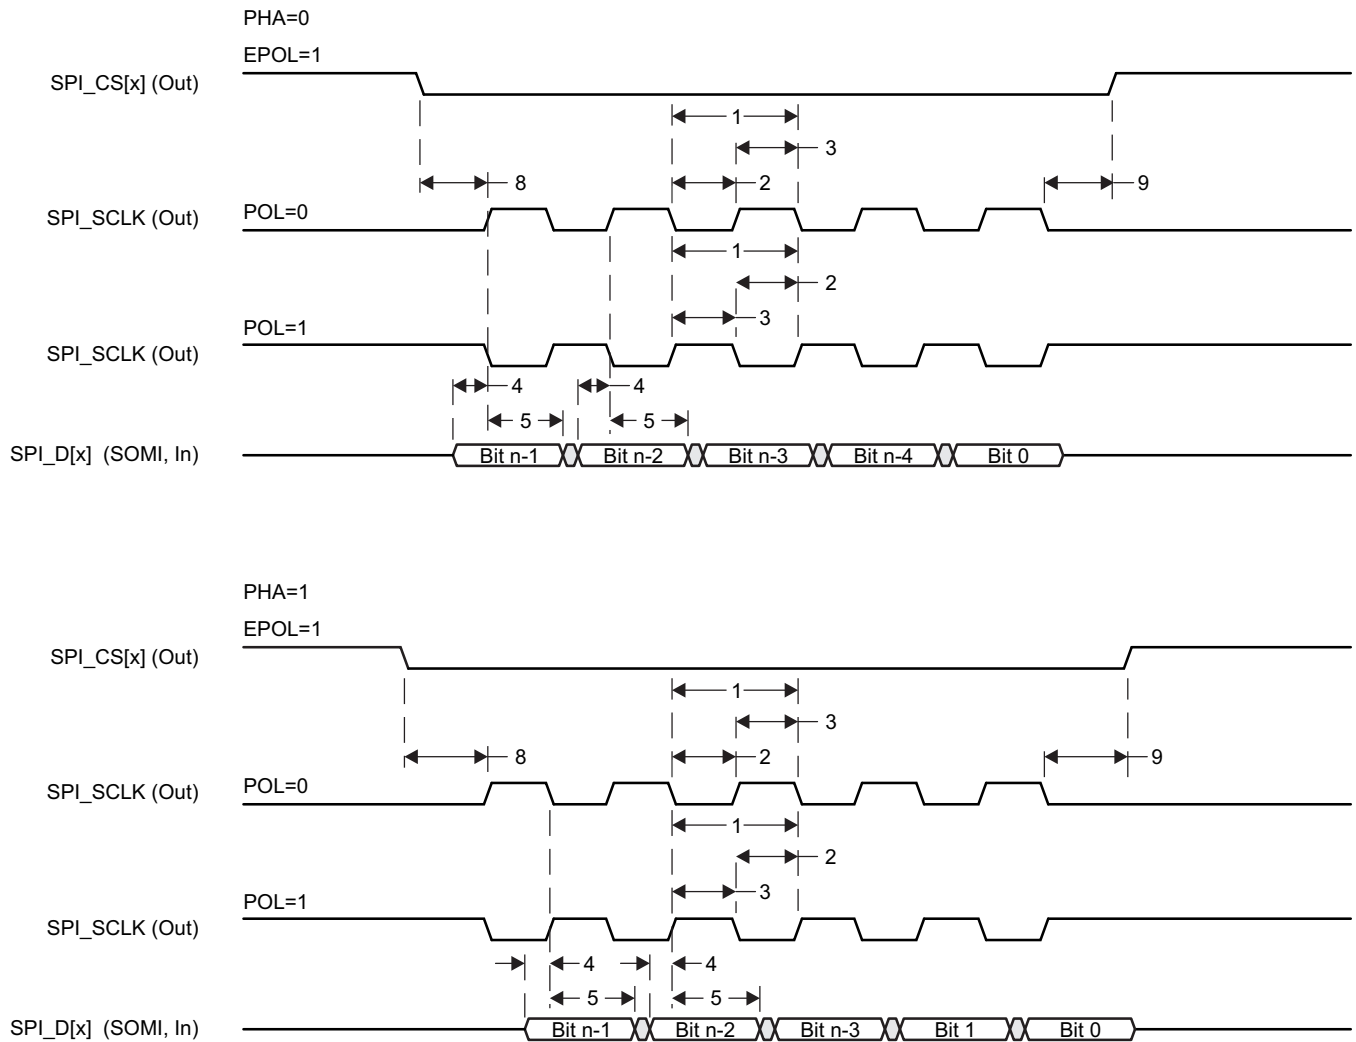 PHA=0
EPOL=1
SPI_CS[x] (Out)
1
3
8
2
9
POL=0
SPI_SCLK (Out)
1
2
3
POL=1
SPI_SCLK (Out)
4
4
5
5
SPI_D[x] (SOMI, In)
Bit n-1
Bit n-2
Bit n-3
Bit n-4
Bit 0
PHA=1
EPOL=1
SPI_CS[x] (Out)
1
3
8
2
9
POL=0
SPI_SCLK (Out)
1
2
3
POL=1
SPI_SCLK (Out)
4
4
5
5
SPI_D[x] (SOMI, In)
Bit n-1
Bit n-2
Bit n-3
Bit 1
Bit 0